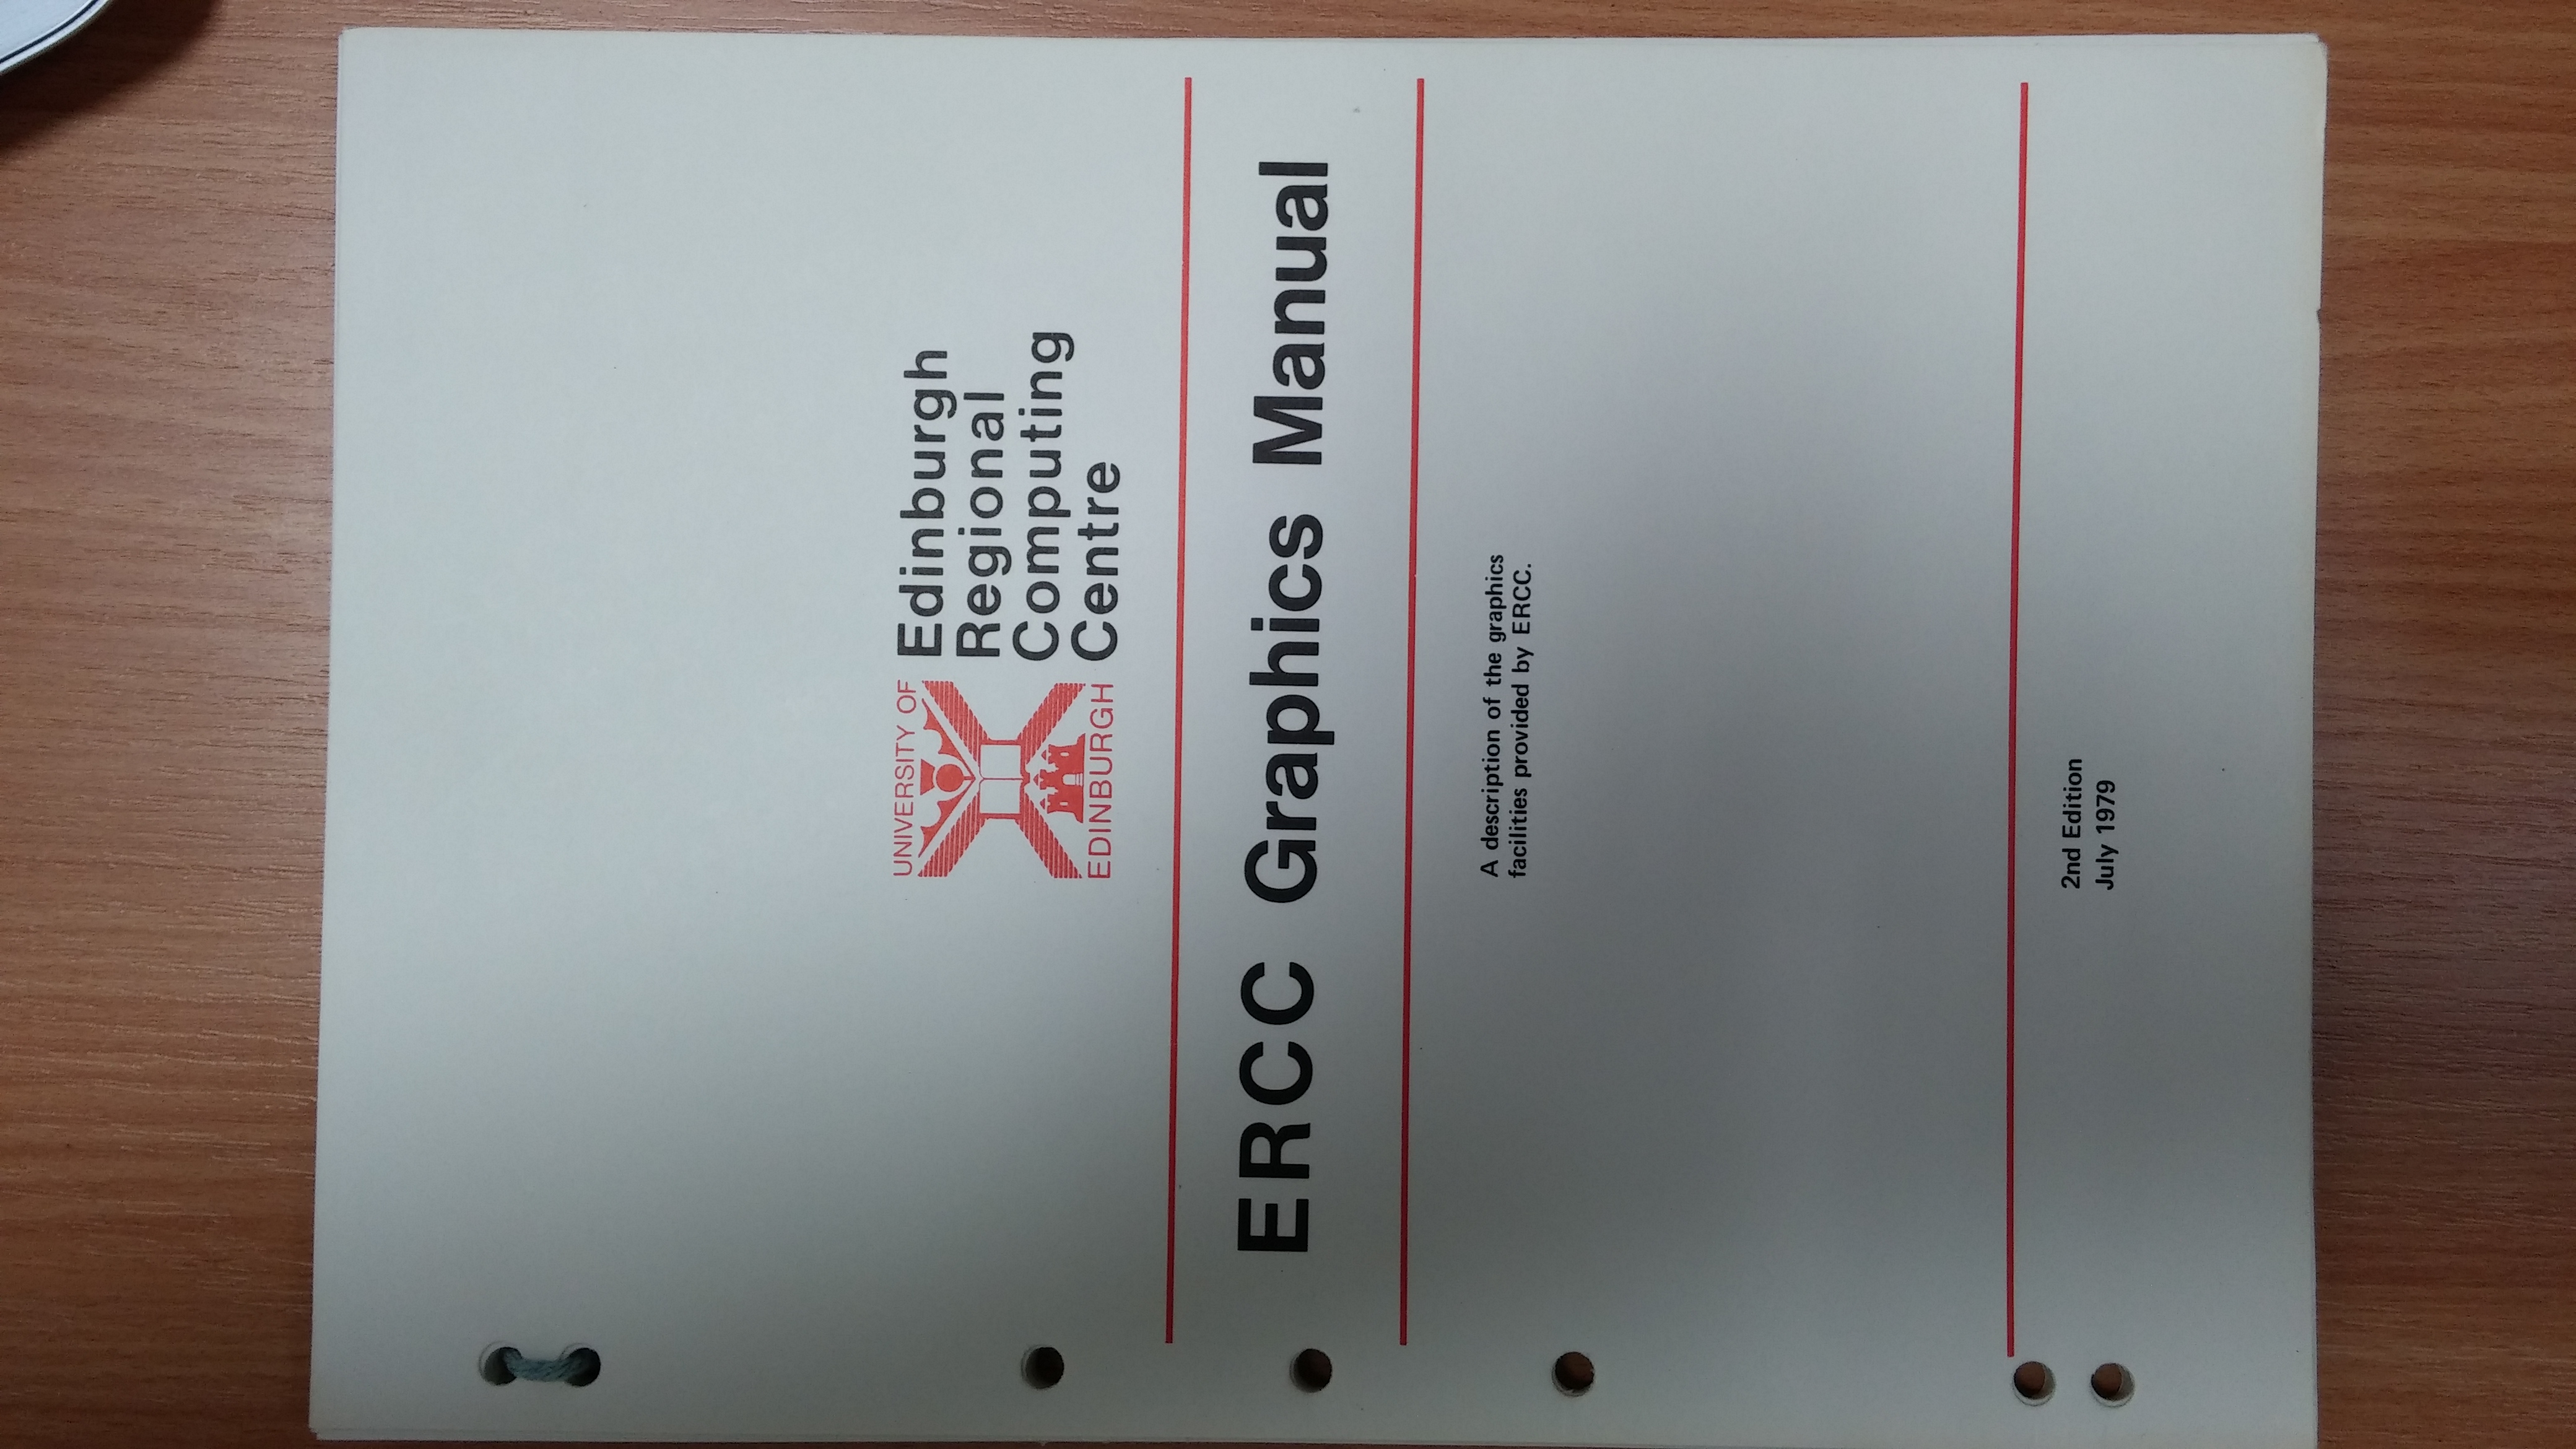 UNIVERSITY OF
EDINBURGH
Edinburgh
Regional
Computing
Centre
ERCC Graphics Manual
A description of the graphics
facilities provided by ERCC.
2nd Edition
July 1979